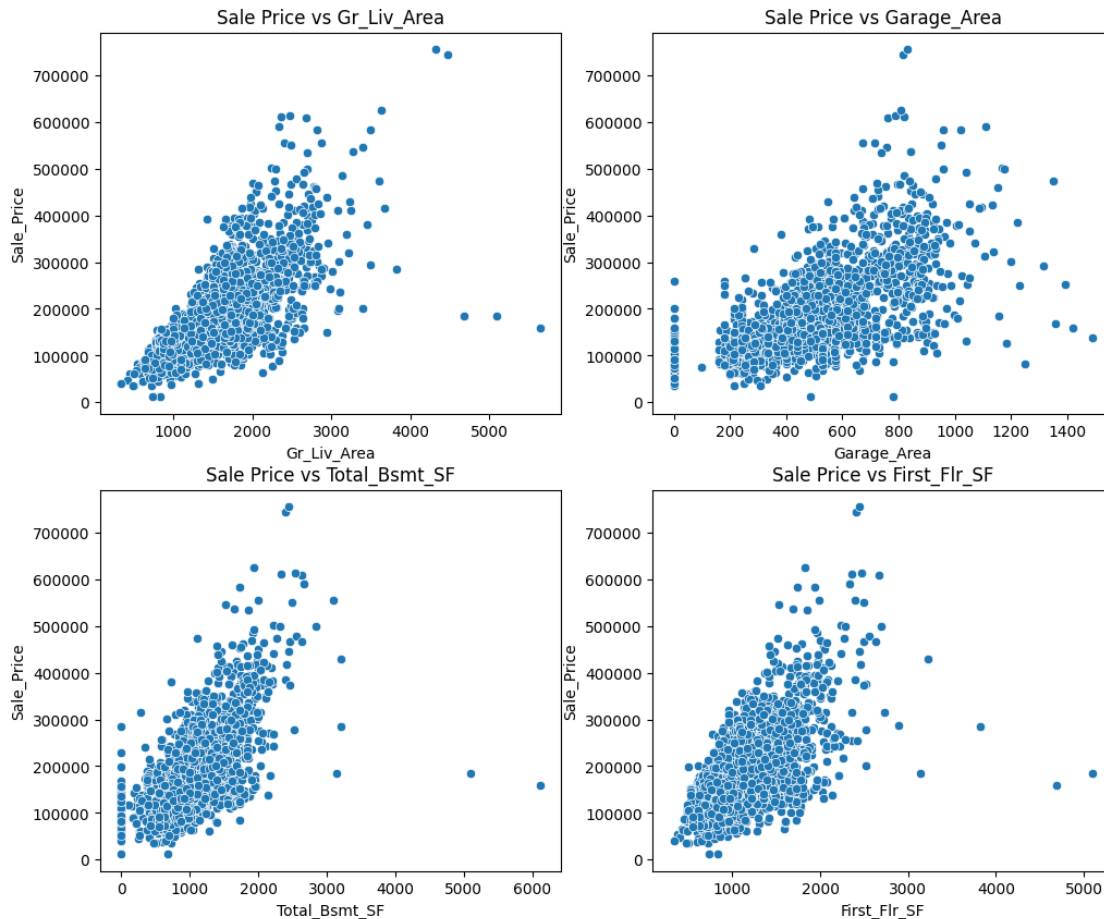 Sale Price vs Gr_Liv_Area
700000
600000
500000
400000
300000
200000
100000
0
Sale_Price
1000 2000 3000 4000 5000
Gr_Liv_Area
Sale Price vs Garage_Area
700000
600000
500000
400000
300000
200000
100000
0
Sale_Price
0 200 400 600 800 1000 1200 1400
Garage_Area
Sale Price vs Total_Bsmt_SF
700000
600000
500000
400000
300000
200000
100000
0
Sale_Price
0 1000 2000 3000 4000 5000 6000
Total_Bsmt_SF
Sale Price vs First_Flr_SF
700000
600000
500000
400000
300000
200000
100000
0
Sale_Price
1000 2000 3000 4000 5000
First_Flr_SF